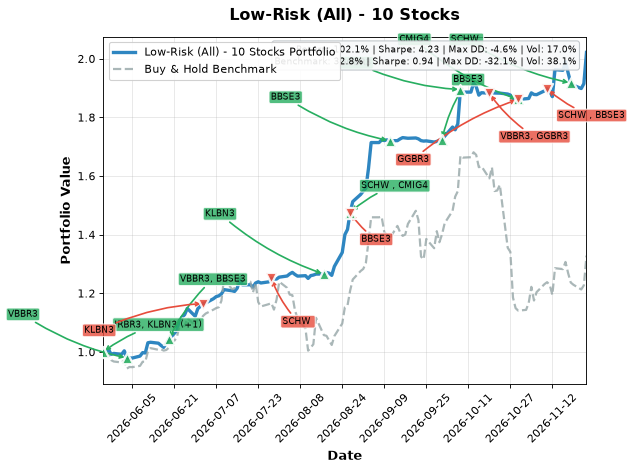 Low-Risk (All) - 10 Stocks
CMIG4
SCHW
Low-Risk (All) - 10 Stocks Portfolio
Buy & Hold Benchmark
02.1% | Sharpe: 4.23 | Max DD: -4.6% | Vol: 17.0%
2.8% | Sharpe: 0.94 | Max DD: -32.1% | Vol: 38.1%
BBSE3
BBSE3
SCHW , BBSE3
VBBR3, GGBR3
GGBR3
SCHW , CMIG4
KLBN3
BBSE3
VBBR3, BBSE3
VBBR3
RBR3, KLBN3 (+1)
KLBN3
SCHW
2.0
1.8
1.6
1.4
1.2
1.0
Portfolio Value
2026-06-05
2026-06-21
2026-07-07
2026-07-23
2026-08-08
2026-08-24
2026-09-09
2026-09-25
2026-10-11
2026-10-27
2026-11-12
Date